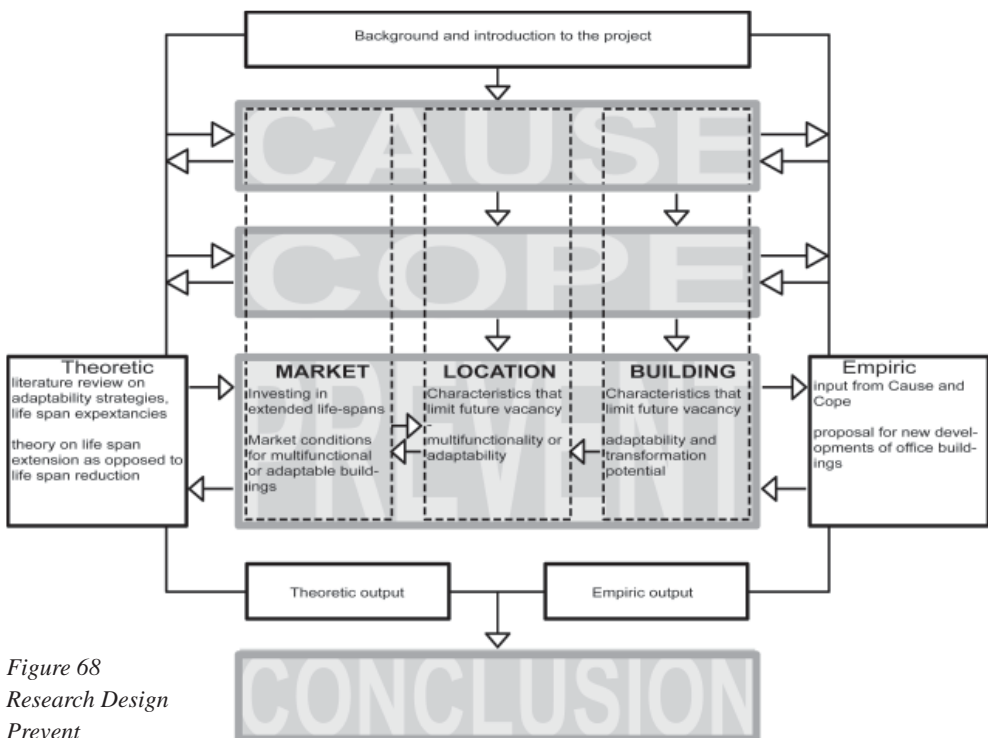 Background and introduction to the project
CAUSE
COPE
PREVENT
Theoretic
literature review on
adaptability strategies,
life span expextancies
theory on life span
extension as opposed to
life span reduction
MARKET
Investing in
extended life-spans
Market conditions
for multifunctional
or adaptable build-
ings
LOCATION
Characteristics that
limit future vacancy
-
multifunctionality or
adaptability
BUILDING
Characteristics that
limit future vacancy
adaptability and
transformation
potential
Empiric
input from Cause and
Cope
proposal for new devel-
opments of office build-
ings
Theoretic output
Empiric output
CONCLUSION
Figure 68
Research Design
Prevent